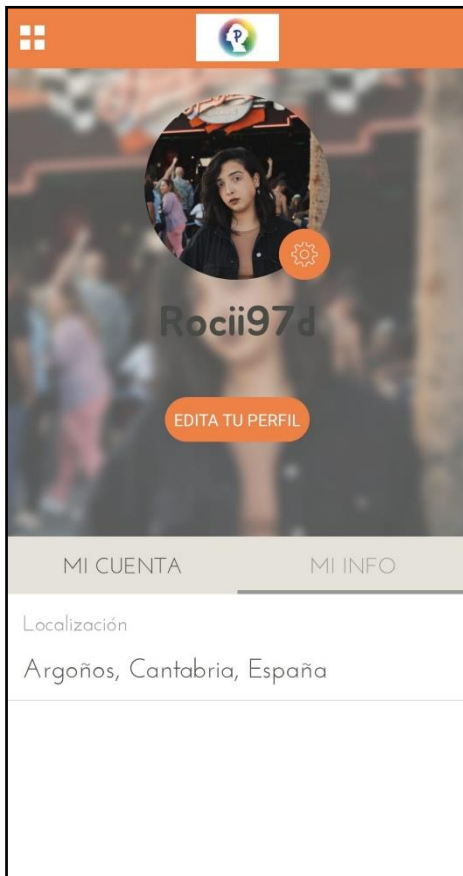 P
Rocii97d
EDITA TU PERFIL
MI CUENTA
MI INFO
Localización
Argoños, Cantabria, España